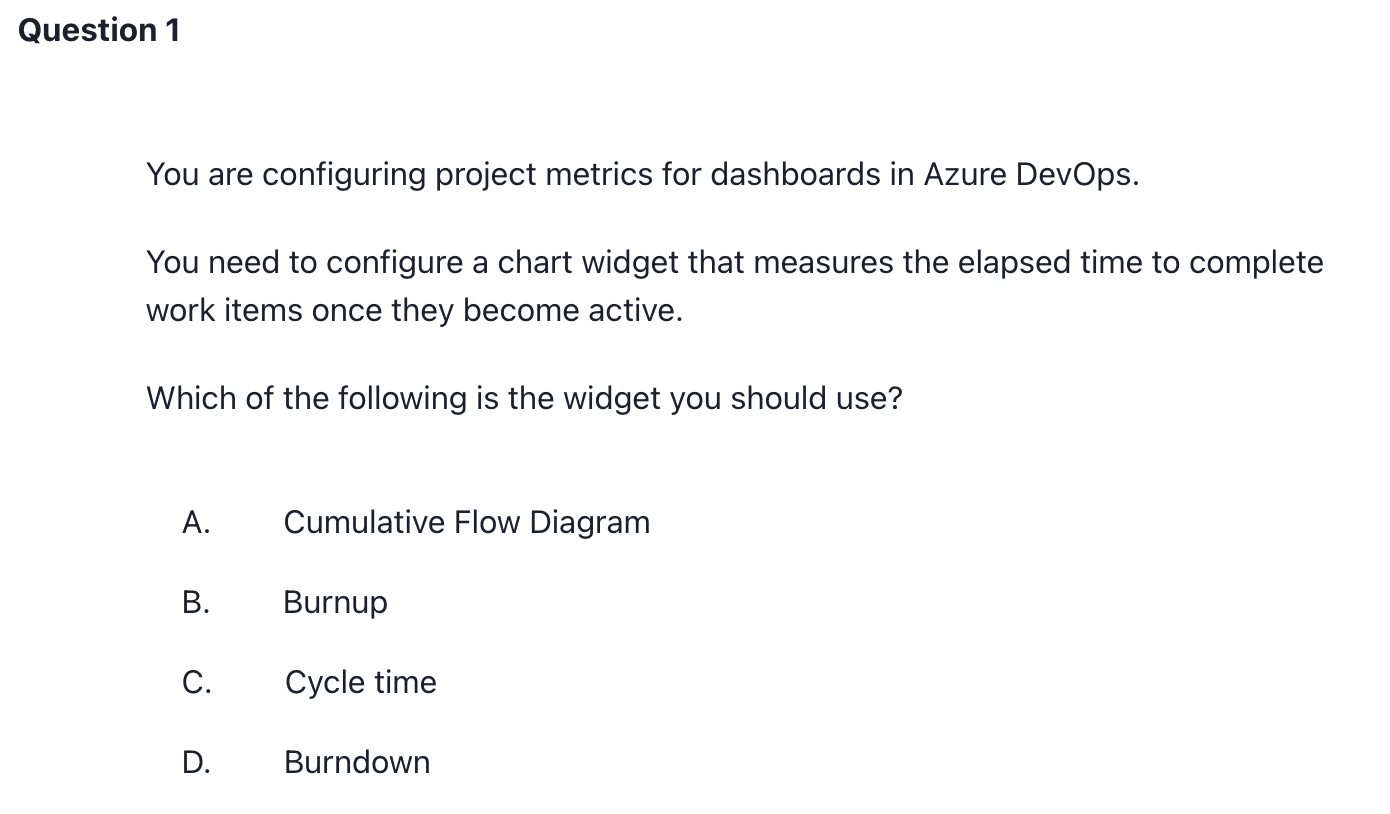 Question 1
You are configuring project metrics for dashboards in Azure DevOps.
You need to configure a chart widget that measures the elapsed time to complete
work items once they become active.
Which of the following is the widget you should use?
A. Cumulative Flow Diagram
B. Burnup
C. Cycle time
D. Burndown